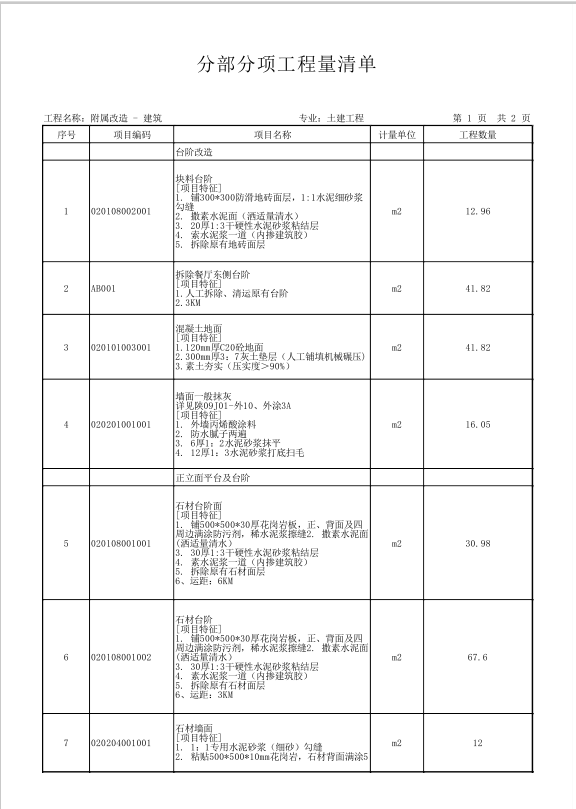 分部分项工程量清单
工程名称: 附属改造 - 建筑 专业: 土建工程 第 1 页 共 2 页
序号 项目编码 项目名称 计量单位 工程数量
台阶改造
块料台阶
[项目特征]
1. 铺300*300防滑地砖面层, 1:1水泥细砂浆
勾缝
2. 撒素水泥面(洒适量清水)
1 020108002001 3. 20厚1:3干硬性水泥砂浆粘结层 m2 12.96
4. 素水泥浆一道(内掺建筑胶)
5. 拆除原有地砖面层
拆除餐厅东侧台阶
[项目特征]
2 AB001 1.人工拆除、清运原有台阶 m2 41.82
2.3KM
混凝土地面
[项目特征]
3 020101003001 1.120mm厚C20砼地面 m2 41.82
2.300mm厚3: 7灰土垫层(人工铺填机械碾压)
3.素土夯实(压实度>90%)
墙面一般抹灰
详见陕09J01-外10、外涂3A
[项目特征]
4 020201001001 1. 外墙丙烯酸涂料 m2 16.05
2. 防水腻子两遍
3. 6厚1: 2水泥砂浆抹平
4. 12厚1: 3水泥砂浆打底扫毛
正立面平台及台阶
石材台阶面
[项目特征]
1. 铺500*500*30厚花岗岩板, 正、背面及四
周边满涂防污剂, 稀水泥浆擦缝2. 撒素水泥面
5 020108001001 (洒适量清水) m2 30.98
3. 30厚1:3干硬性水泥砂浆粘结层
4. 素水泥浆一道(内掺建筑胶)
5. 拆除原有石材面层
6、运距: 6KM
石材台阶
[项目特征]
1. 铺500*500*30厚花岗岩板, 正、背面及四
周边满涂防污剂, 稀水泥浆擦缝2. 撒素水泥面
6 020108001002 (洒适量清水) m2 67.6
3. 30厚1:3干硬性水泥砂浆粘结层
4. 素水泥浆一道(内掺建筑胶)
5. 拆除原有石材面层
6、运距: 3KM
石材墙面
[项目特征]
7 020204001001 1. 1: 1专用水泥砂浆(细砂)勾缝 m2 12
2. 粘贴500*500*10mm花岗岩, 石材背面满涂5